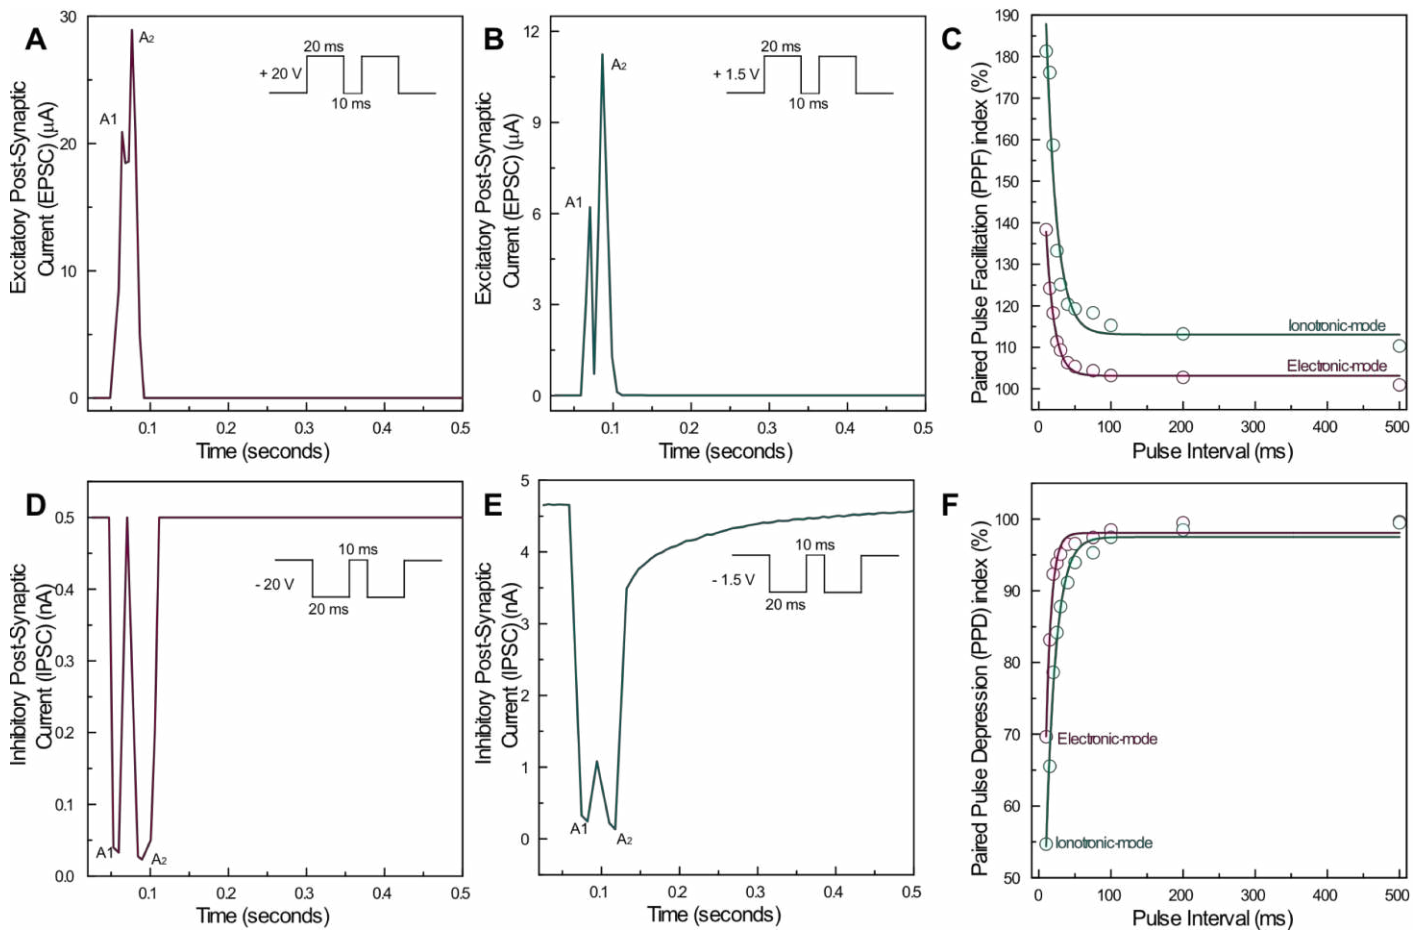 A
Excitatory Post-Synaptic
Current (EPSC) (μA)
30
20
10
0
A1
A2
20 ms
+ 20 V
10 ms
0.1
0.2
0.3
0.4
0.5
Time (seconds)
B
Excitatory Post-Synaptic
Current (EPSC) (μA)
12
9
6
3
0
A1
A2
20 ms
+ 1.5 V
10 ms
0.1
0.2
0.3
0.4
0.5
Time (seconds)
C
Paired Pulse Facilitation (PPF) index (%)
190
180
170
160
150
140
130
120
110
100
Ionotronic-mode
Electronic-mode
0
100
200
300
400
500
Pulse Interval (ms)
D
Inhibitory Post-Synaptic
Current (IPSC) (nA)
0.5
0.4
0.3
0.2
0.1
0.0
A1
A2
10 ms
- 20 V
20 ms
0.1
0.2
0.3
0.4
0.5
Time (seconds)
E
Inhibitory Post-Synaptic
Current (IPSC) (nA)
5
4
3
2
1
0
A1
A2
10 ms
- 1.5 V
20 ms
0.1
0.2
0.3
0.4
0.5
Time (seconds)
F
Paired Pulse Depression (PPD) index (%)
100
90
80
70
60
50
Electronic-mode
Ionotronic-mode
0
100
200
300
400
500
Pulse Interval (ms)